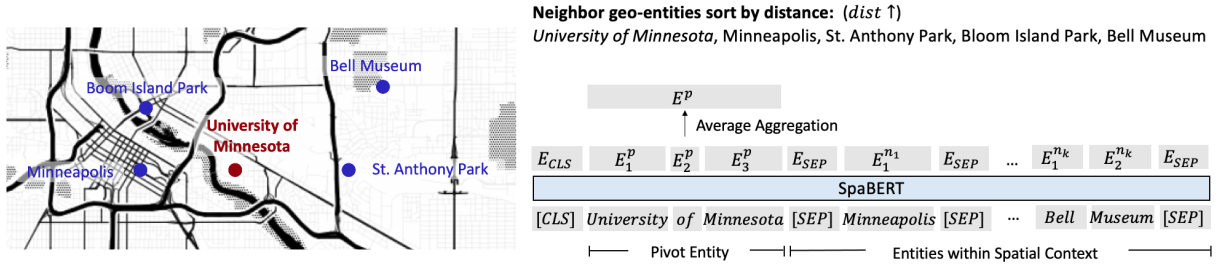 Bell Museum
Boom Island Park
University of
Minnesota
Minneapolis
St. Anthony Park
Neighbor geo-entities sort by distance: (dist ↑)
University of Minnesota, Minneapolis, St. Anthony Park, Bloom Island Park, Bell Museum
E^p
Average Aggregation
E_CLS E_1^p E_2^p E_3^p E_SEP E_1^{n_1} E_SEP ... E_1^{n_k} E_2^{n_k} E_SEP
SpaBERT
[CLS] University of Minnesota [SEP] Minneapolis [SEP] ... Bell Museum [SEP]
Pivot Entity Entities within Spatial Context